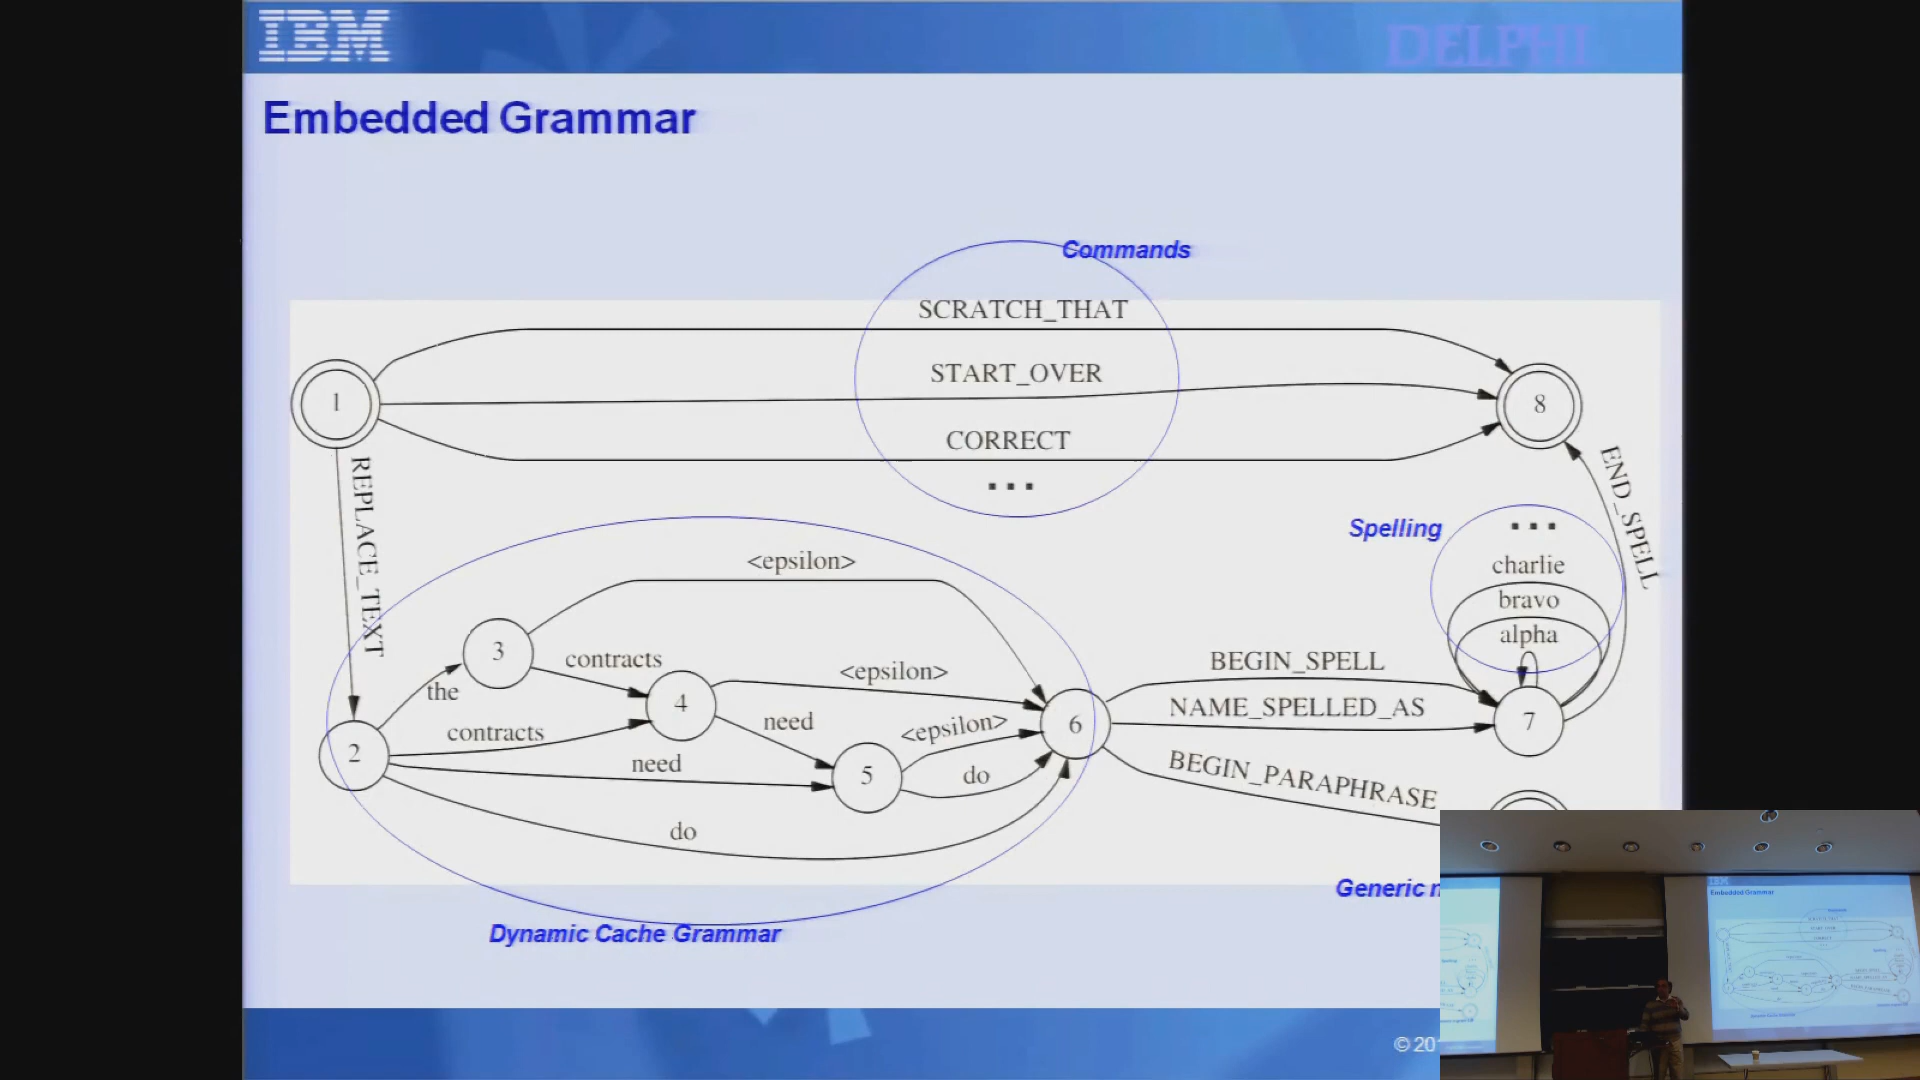 IBM
DELPHI
Embedded Grammar
Commands
SCRATCH_THAT
START_OVER
1
8
CORRECT
...
REPLACE_TEXT
END_SPELL
Spelling
...
<epsilon>
charlie
bravo
alpha
3
contracts
<epsilon>
BEGIN_SPELL
the
4
NAME_SPELLED_AS
contracts
need
<epsilon>
6
7
2
need
5
do
BEGIN_PARAPHRASE
do
Generic
Dynamic Cache Grammar
© 20
Embedded Grammar